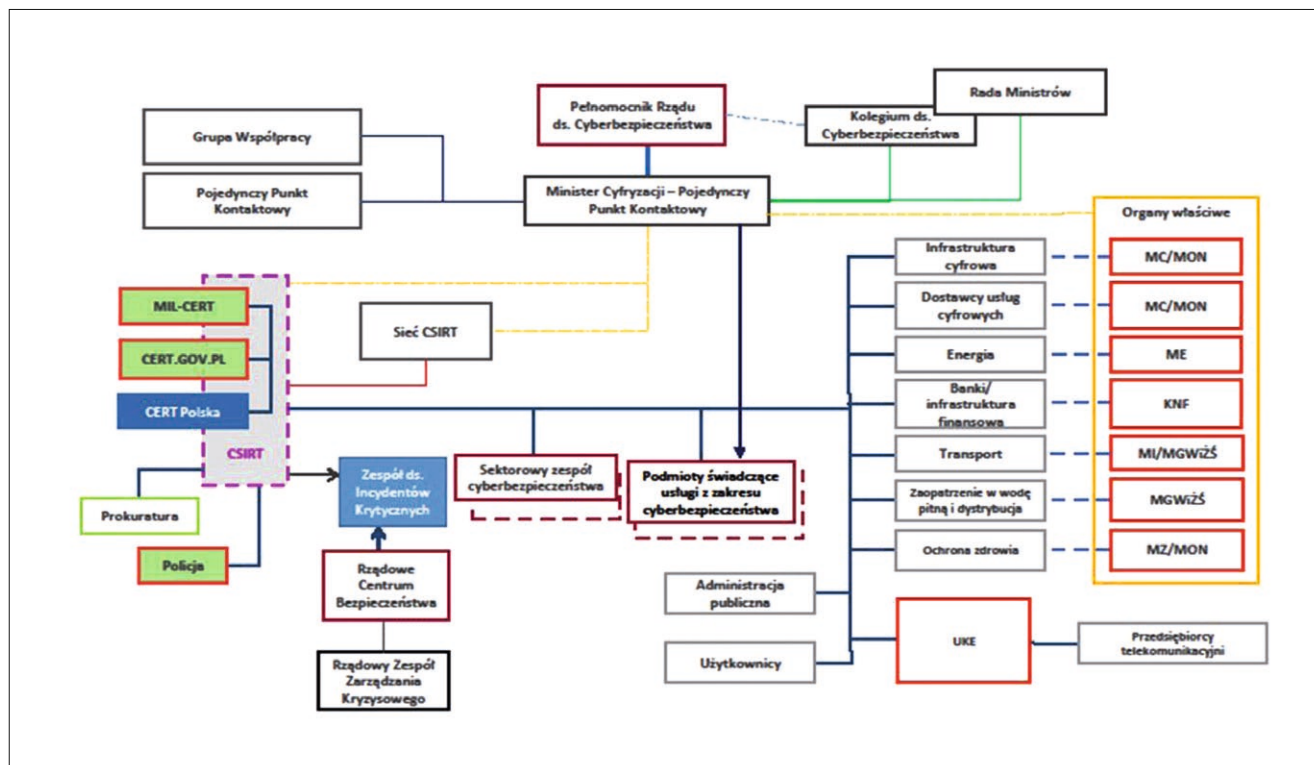 Pełnomocnik Rządu
ds. Cyberbezpieczeństwa
Kolegium ds.
Cyberbezpieczeństwa
Rada Ministrów
Grupa Współpracy
Pojedynczy Punkt
Kontaktowy
Minister Cyfryzacji – Pojedynczy
Punkt Kontaktowy
Organy właściwe
Infrastruktura
cyfrowa
MC/MON
Dostawcy usług
cyfrowych
MC/MON
Energia
ME
Banki/
infrastruktura
finansowa
KNF
Transport
MI/MGWiŻŚ
Zaopatrzenie w wodę
pitną i dystrybucja
MGWiŻŚ
Ochrona zdrowia
MZ/MON
MIL-CERT
CERT.GOV.PL
CERT Polska
CSIRT
Sieć CSIRT
Prokuratura
Policja
Zespół ds.
Incydentów
Krytycznych
Sektorowy zespół
cyberbezpieczeństwa
Podmioty świadczące
usługi z zakresu
cyberbezpieczeństwa
Rządowe
Centrum
Bezpieczeństwa
Rządowy Zespół
Zarządzania
Kryzysowego
Administracja
publiczna
Użytkownicy
UKE
Przedsiębiorcy
telekomunikacyjni